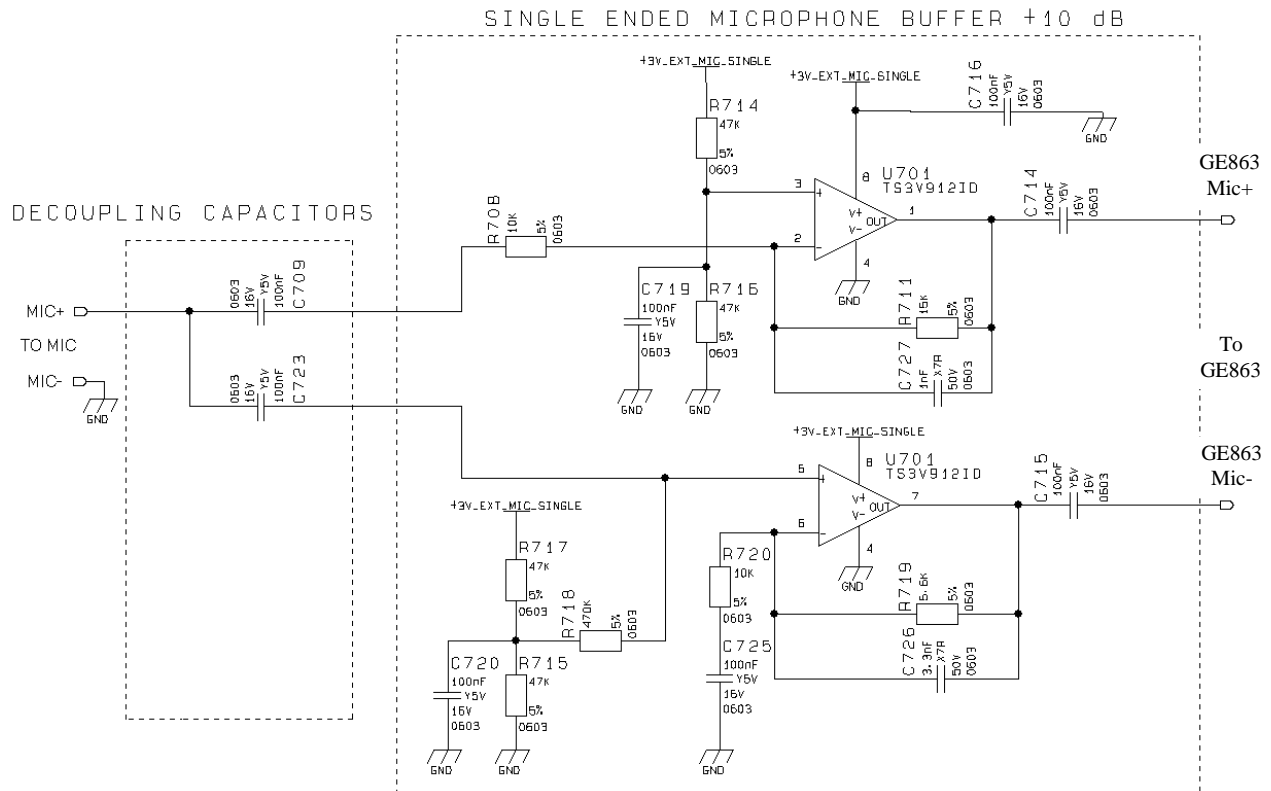 SINGLE ENDED MICROPHONE BUFFER +10 dB
DECOUPLING CAPACITORS
MIC+
TO MIC
MIC-
GND
0603
16V
Y5V
100nF
C709
0603
16V
Y5V
100nF
C723
R708
10K
5%
0603
+3V_EXT_MIC_SINGLE
R714
47K
5%
0603
+3V_EXT_MIC_SINGLE
C716
100nF
Y5V
16V
0603
GND
3
2
+
-
8
U701
TS3V912ID
V+
OUT
V-
1
4
GND
C714
100nF
Y5V
16V
0603
GE863
Mic+
C719
100nF
Y5V
16V
0603
GND
R716
47K
5%
0603
GND
R711
15K
5%
0603
C727
1nF
X7R
50V
0603
To
GE863
+3V_EXT_MIC_SINGLE
5
6
+
-
8
U701
TS3V912ID
V+
OUT
V-
7
4
GND
C715
100nF
Y5V
16V
0603
GE863
Mic-
+3V_EXT_MIC_SINGLE
R717
47K
5%
0603
R718
470K
5%
0603
C720
100nF
Y5V
16V
0603
GND
R715
47K
5%
0603
GND
R720
10K
5%
0603
C725
100nF
Y5V
16V
0603
GND
R719
5.6K
5%
0603
C726
3.3nF
X7R
50V
0603